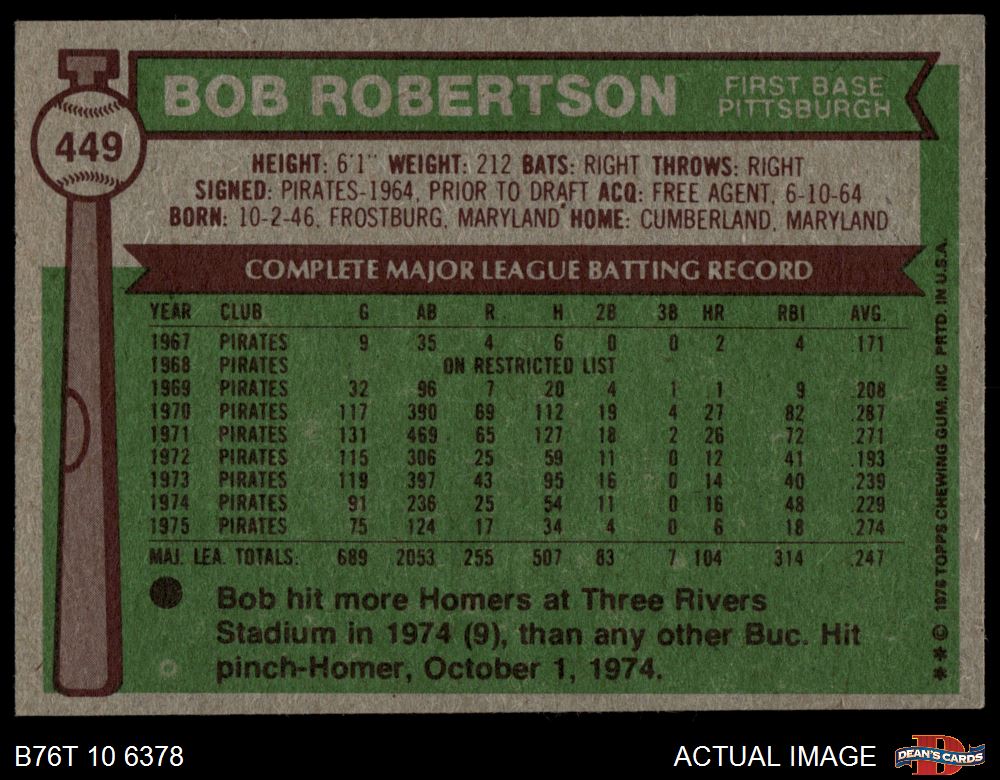 BOB ROBERTSON
FIRST BASE
PITTSBURGH
449
HEIGHT: 6'1" WEIGHT: 212 BATS: RIGHT THROWS: RIGHT
SIGNED: PIRATES-1964, PRIOR TO DRAFT ACQ: FREE AGENT, 6-10-64
BORN: 10-2-46, FROSTBURG, MARYLAND HOME: CUMBERLAND, MARYLAND
COMPLETE MAJOR LEAGUE BATTING RECORD
YEAR CLUB G AB R H 2B 3B HR RBI AVG.
1967 PIRATES 9 35 4 6 0 0 2 4 .171
1968 PIRATES ON RESTRICTED LIST
1969 PIRATES 32 96 7 20 4 1 1 9 .208
1970 PIRATES 117 390 69 112 19 4 27 82 .287
1971 PIRATES 131 469 65 127 18 2 26 72 .271
1972 PIRATES 115 306 25 59 11 0 12 41 .193
1973 PIRATES 119 397 43 95 16 0 14 40 .239
1974 PIRATES 91 236 25 54 11 0 16 48 .229
1975 PIRATES 75 124 17 34 4 0 6 18 .274
MAJ. LEA. TOTALS: 689 2053 255 507 83 7 104 314 .247
Bob hit more Homers at Three Rivers
Stadium in 1974 (9), than any other Buc. Hit
pinch-Homer, October 1, 1974.
** © 1976 TOPPS CHEWING GUM, INC PRTD. IN U.S.A.
B76T 10 6378
ACTUAL IMAGE
DEAN'S CARDS